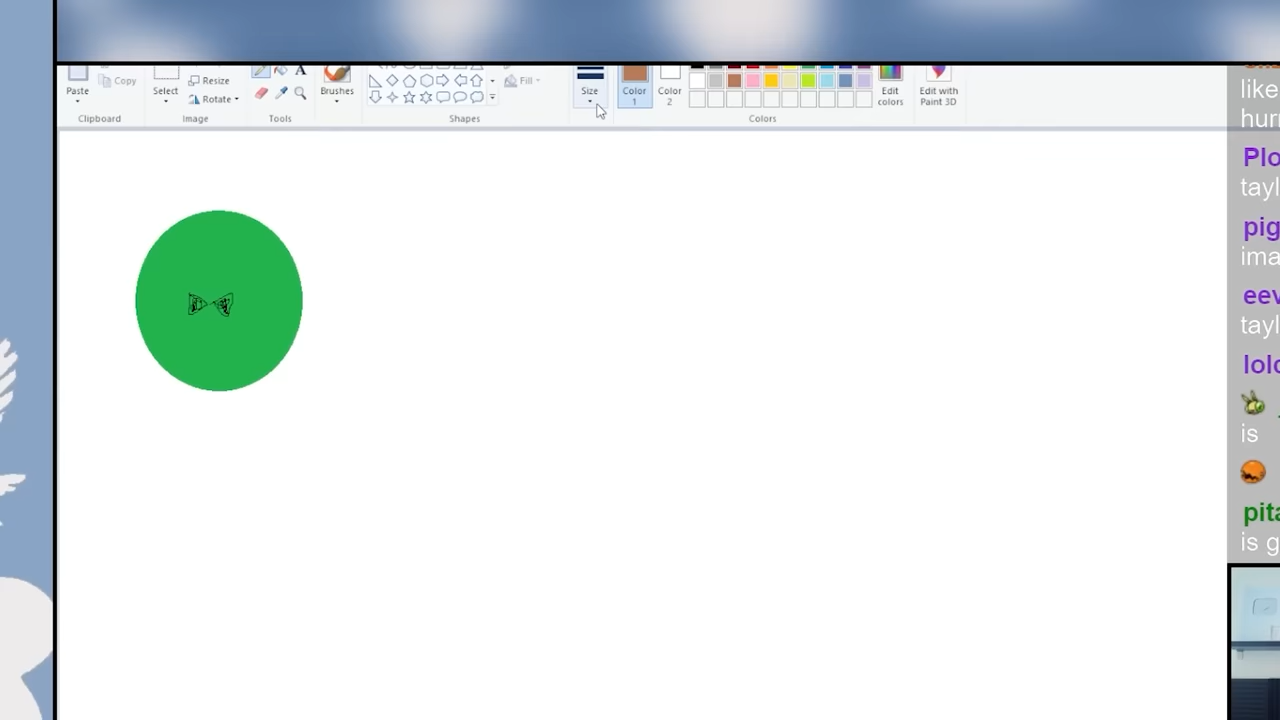 Copy
Resize
Paste
Select
Rotate
A
Brushes
Fill
Size
Color
1
Color
2
Edit
colors
Edit with
Paint 3D
Clipboard
Image
Tools
Shapes
Colors
like
hur
Plo
tayl
pig
ima
eev
tayl
lolo
is
pita
is g